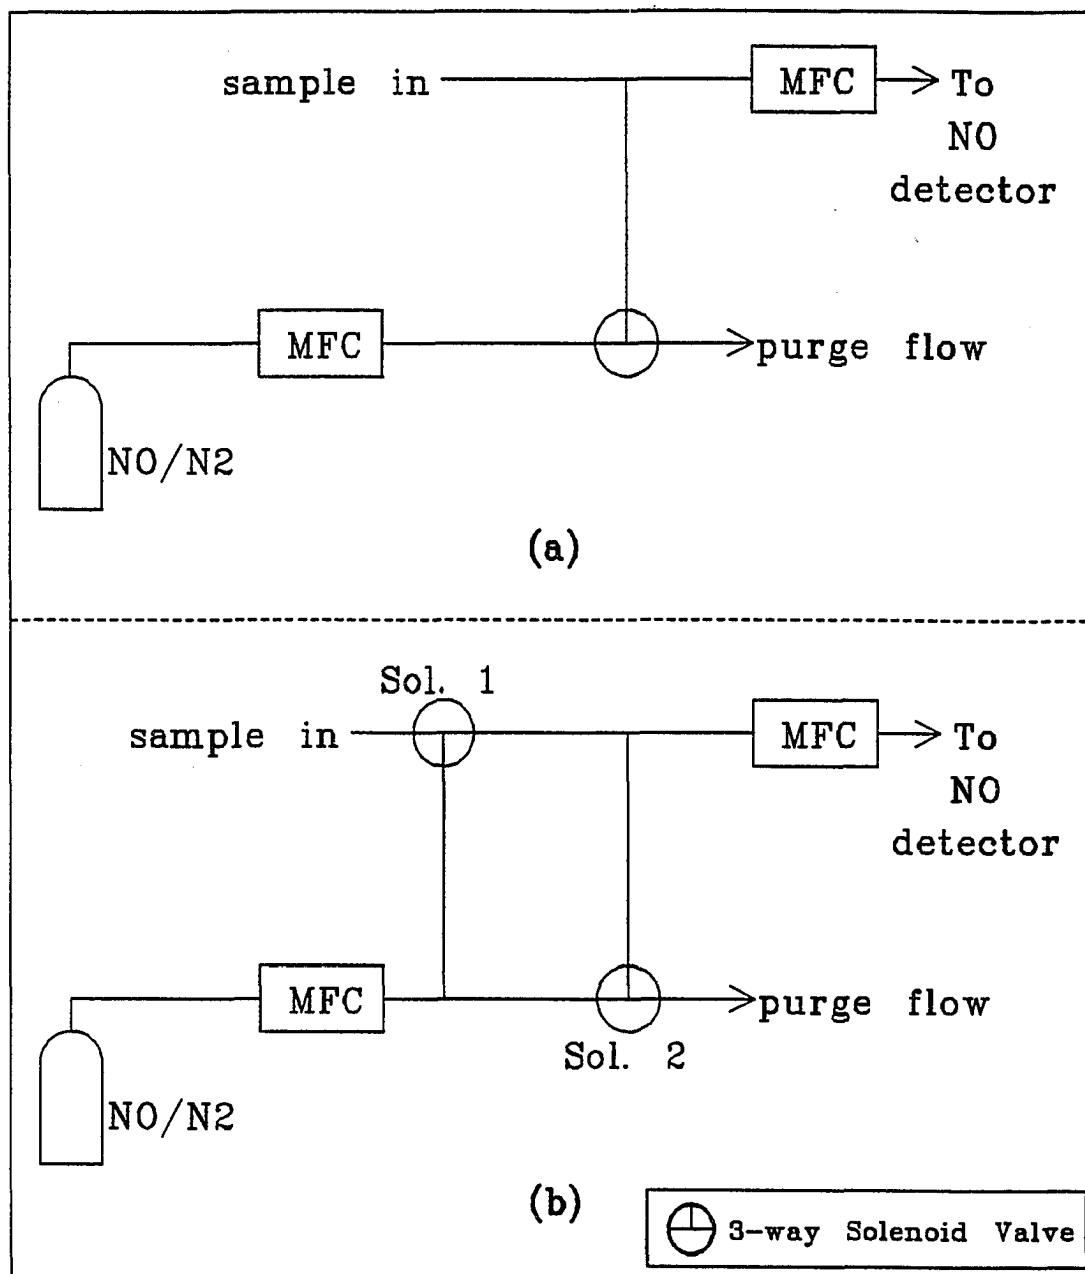 sample in
MFC
To
NO
detector
MFC
purge flow
NO/N2
(a)
Sol. 1
sample in
MFC
To
NO
detector
MFC
purge flow
Sol. 2
NO/N2
(b)
3-way Solenoid Valve